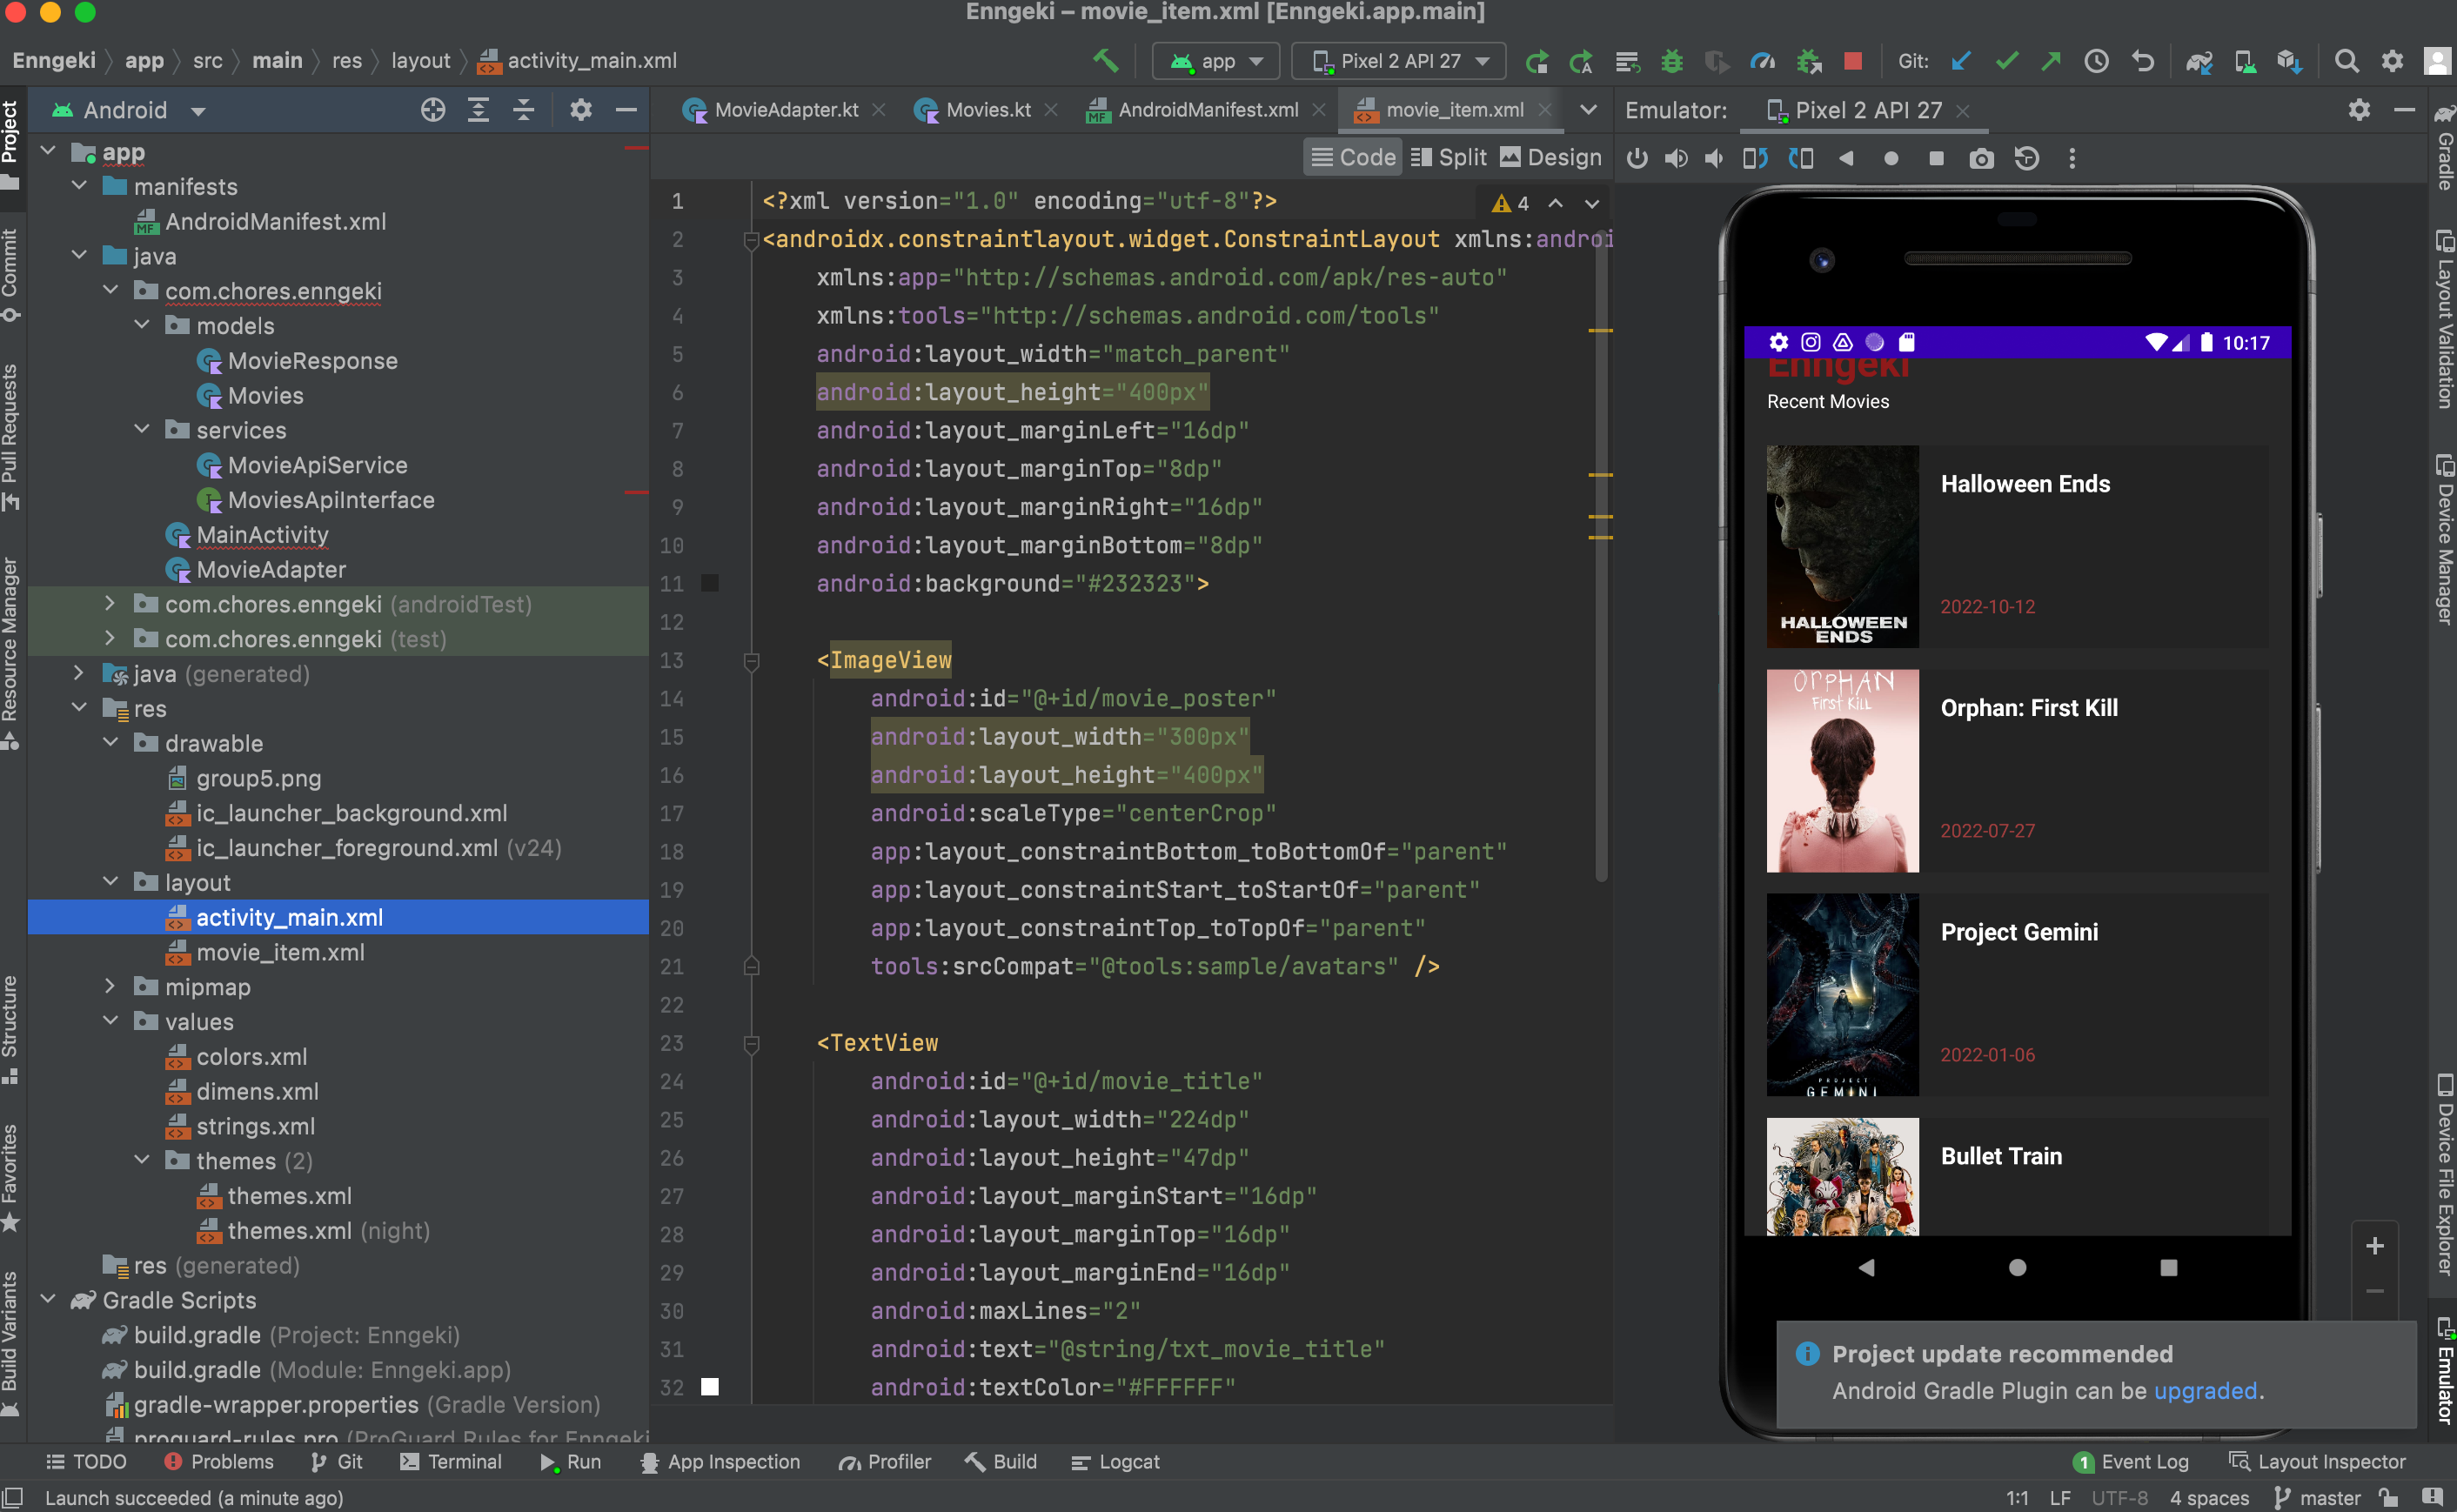 Enngeki – movie_item.xml [Enngeki.app.main]
Enngeki app src main res layout activity_main.xml
app Pixel 2 API 27 Git:
Android
MovieAdapter.kt Movies.kt AndroidManifest.xml movie_item.xml
Emulator: Pixel 2 API 27
Code Split Design
Project
Commit
Pull Requests
Resource Manager
Structure
Favorites
Build Variants
app
manifests
AndroidManifest.xml
java
com.chores.enngeki
models
MovieResponse
Movies
services
MovieApiService
MoviesApiInterface
MainActivity
MovieAdapter
com.chores.enngeki (androidTest)
com.chores.enngeki (test)
java (generated)
res
drawable
group5.png
ic_launcher_background.xml
ic_launcher_foreground.xml (v24)
layout
activity_main.xml
movie_item.xml
mipmap
values
colors.xml
dimens.xml
strings.xml
themes (2)
themes.xml
themes.xml (night)
res (generated)
Gradle Scripts
build.gradle (Project: Enngeki)
build.gradle (Module: Enngeki.app)
gradle-wrapper.properties (Gradle Version)
proguard-rules.pro (ProGuard Rules for Enngeki
4
1 <?xml version="1.0" encoding="utf-8"?>
2 <androidx.constraintlayout.widget.ConstraintLayout xmlns:androi
3 xmlns:app="http://schemas.android.com/apk/res-auto"
4 xmlns:tools="http://schemas.android.com/tools"
5 android:layout_width="match_parent"
6 android:layout_height="400px"
7 android:layout_marginLeft="16dp"
8 android:layout_marginTop="8dp"
9 android:layout_marginRight="16dp"
10 android:layout_marginBottom="8dp"
11 android:background="#232323">
12
13 <ImageView
14 android:id="@+id/movie_poster"
15 android:layout_width="300px"
16 android:layout_height="400px"
17 android:scaleType="centerCrop"
18 app:layout_constraintBottom_toBottomOf="parent"
19 app:layout_constraintStart_toStartOf="parent"
20 app:layout_constraintTop_toTopOf="parent"
21 tools:srcCompat="@tools:sample/avatars" />
22
23 <TextView
24 android:id="@+id/movie_title"
25 android:layout_width="224dp"
26 android:layout_height="47dp"
27 android:layout_marginStart="16dp"
28 android:layout_marginTop="16dp"
29 android:layout_marginEnd="16dp"
30 android:maxLines="2"
31 android:text="@string/txt_movie_title"
32 android:textColor="#FFFFFF"
10:17
Enngeki
Recent Movies
Halloween Ends
2022-10-12
HALLOWEEN
ENDS
ORPHAN
First Kill
Orphan: First Kill
2022-07-27
Project Gemini
2022-01-06
PROJECT
GEMINI
Bullet Train
Project update recommended
Android Gradle Plugin can be upgraded.
Gradle
Layout Validation
Device Manager
Device File Explorer
Emulator
TODO Problems Git Terminal Run App Inspection Profiler Build Logcat 1 Event Log Layout Inspector
Launch succeeded (a minute ago) 1:1 LF UTF-8 4 spaces master